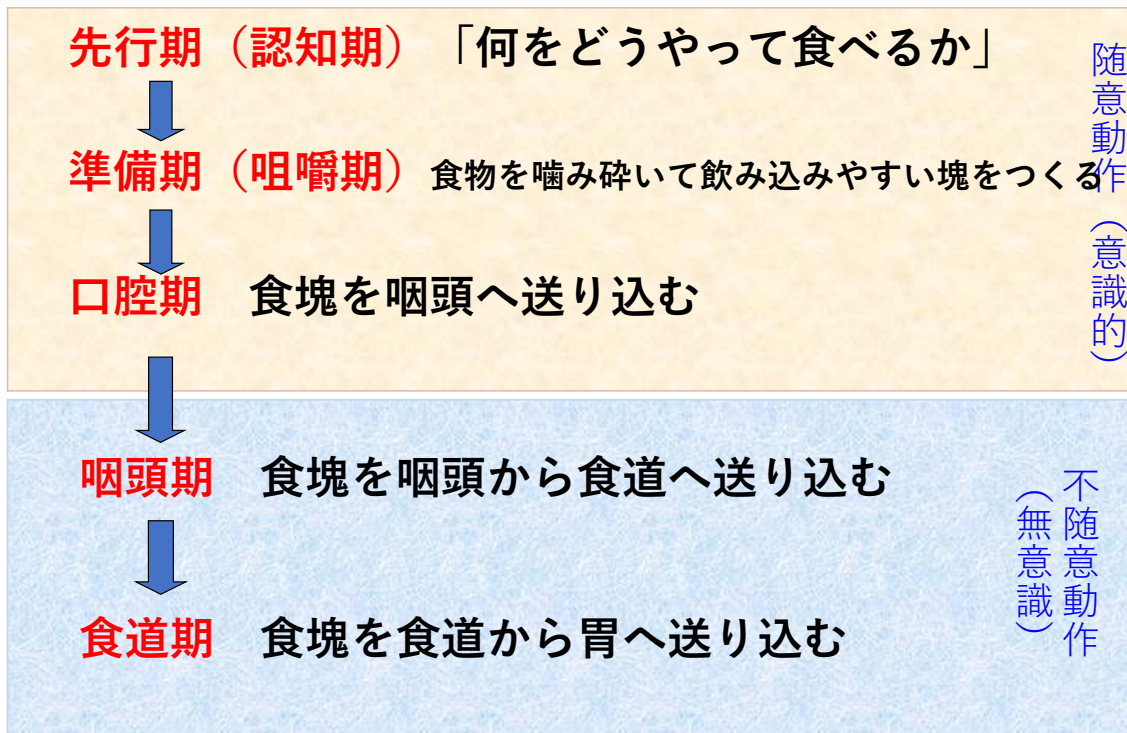 先行期（認知期）「何をどうやって食べるか」
準備期（咀嚼期）食物を噛み砕いて飲み込みやすい塊をつくる
口腔期　食塊を咽頭へ送り込む
随意動作（意識的）
咽頭期　食塊を咽頭から食道へ送り込む
食道期　食塊を食道から胃へ送り込む
不随意動作
（無意識）